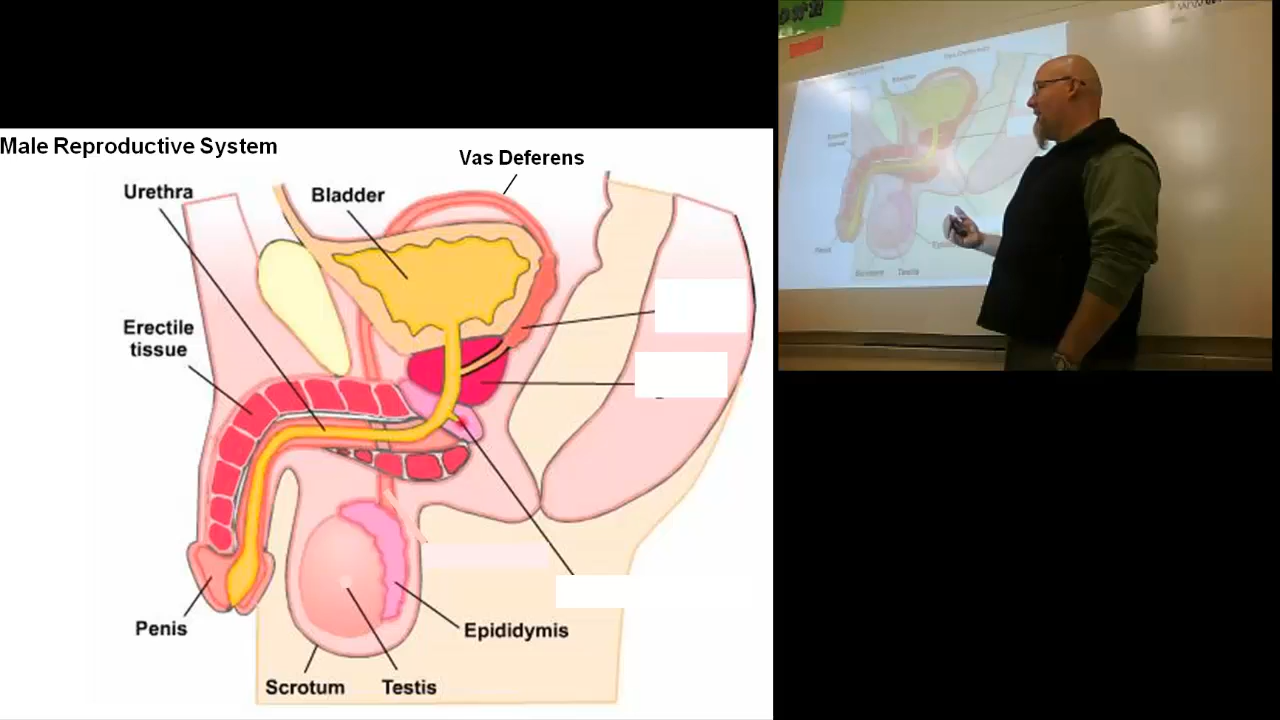 Male Reproductive System
Vas Deferens
Urethra
Bladder
Erectile
tissue
Penis
Epididymis
Scrotum
Testis